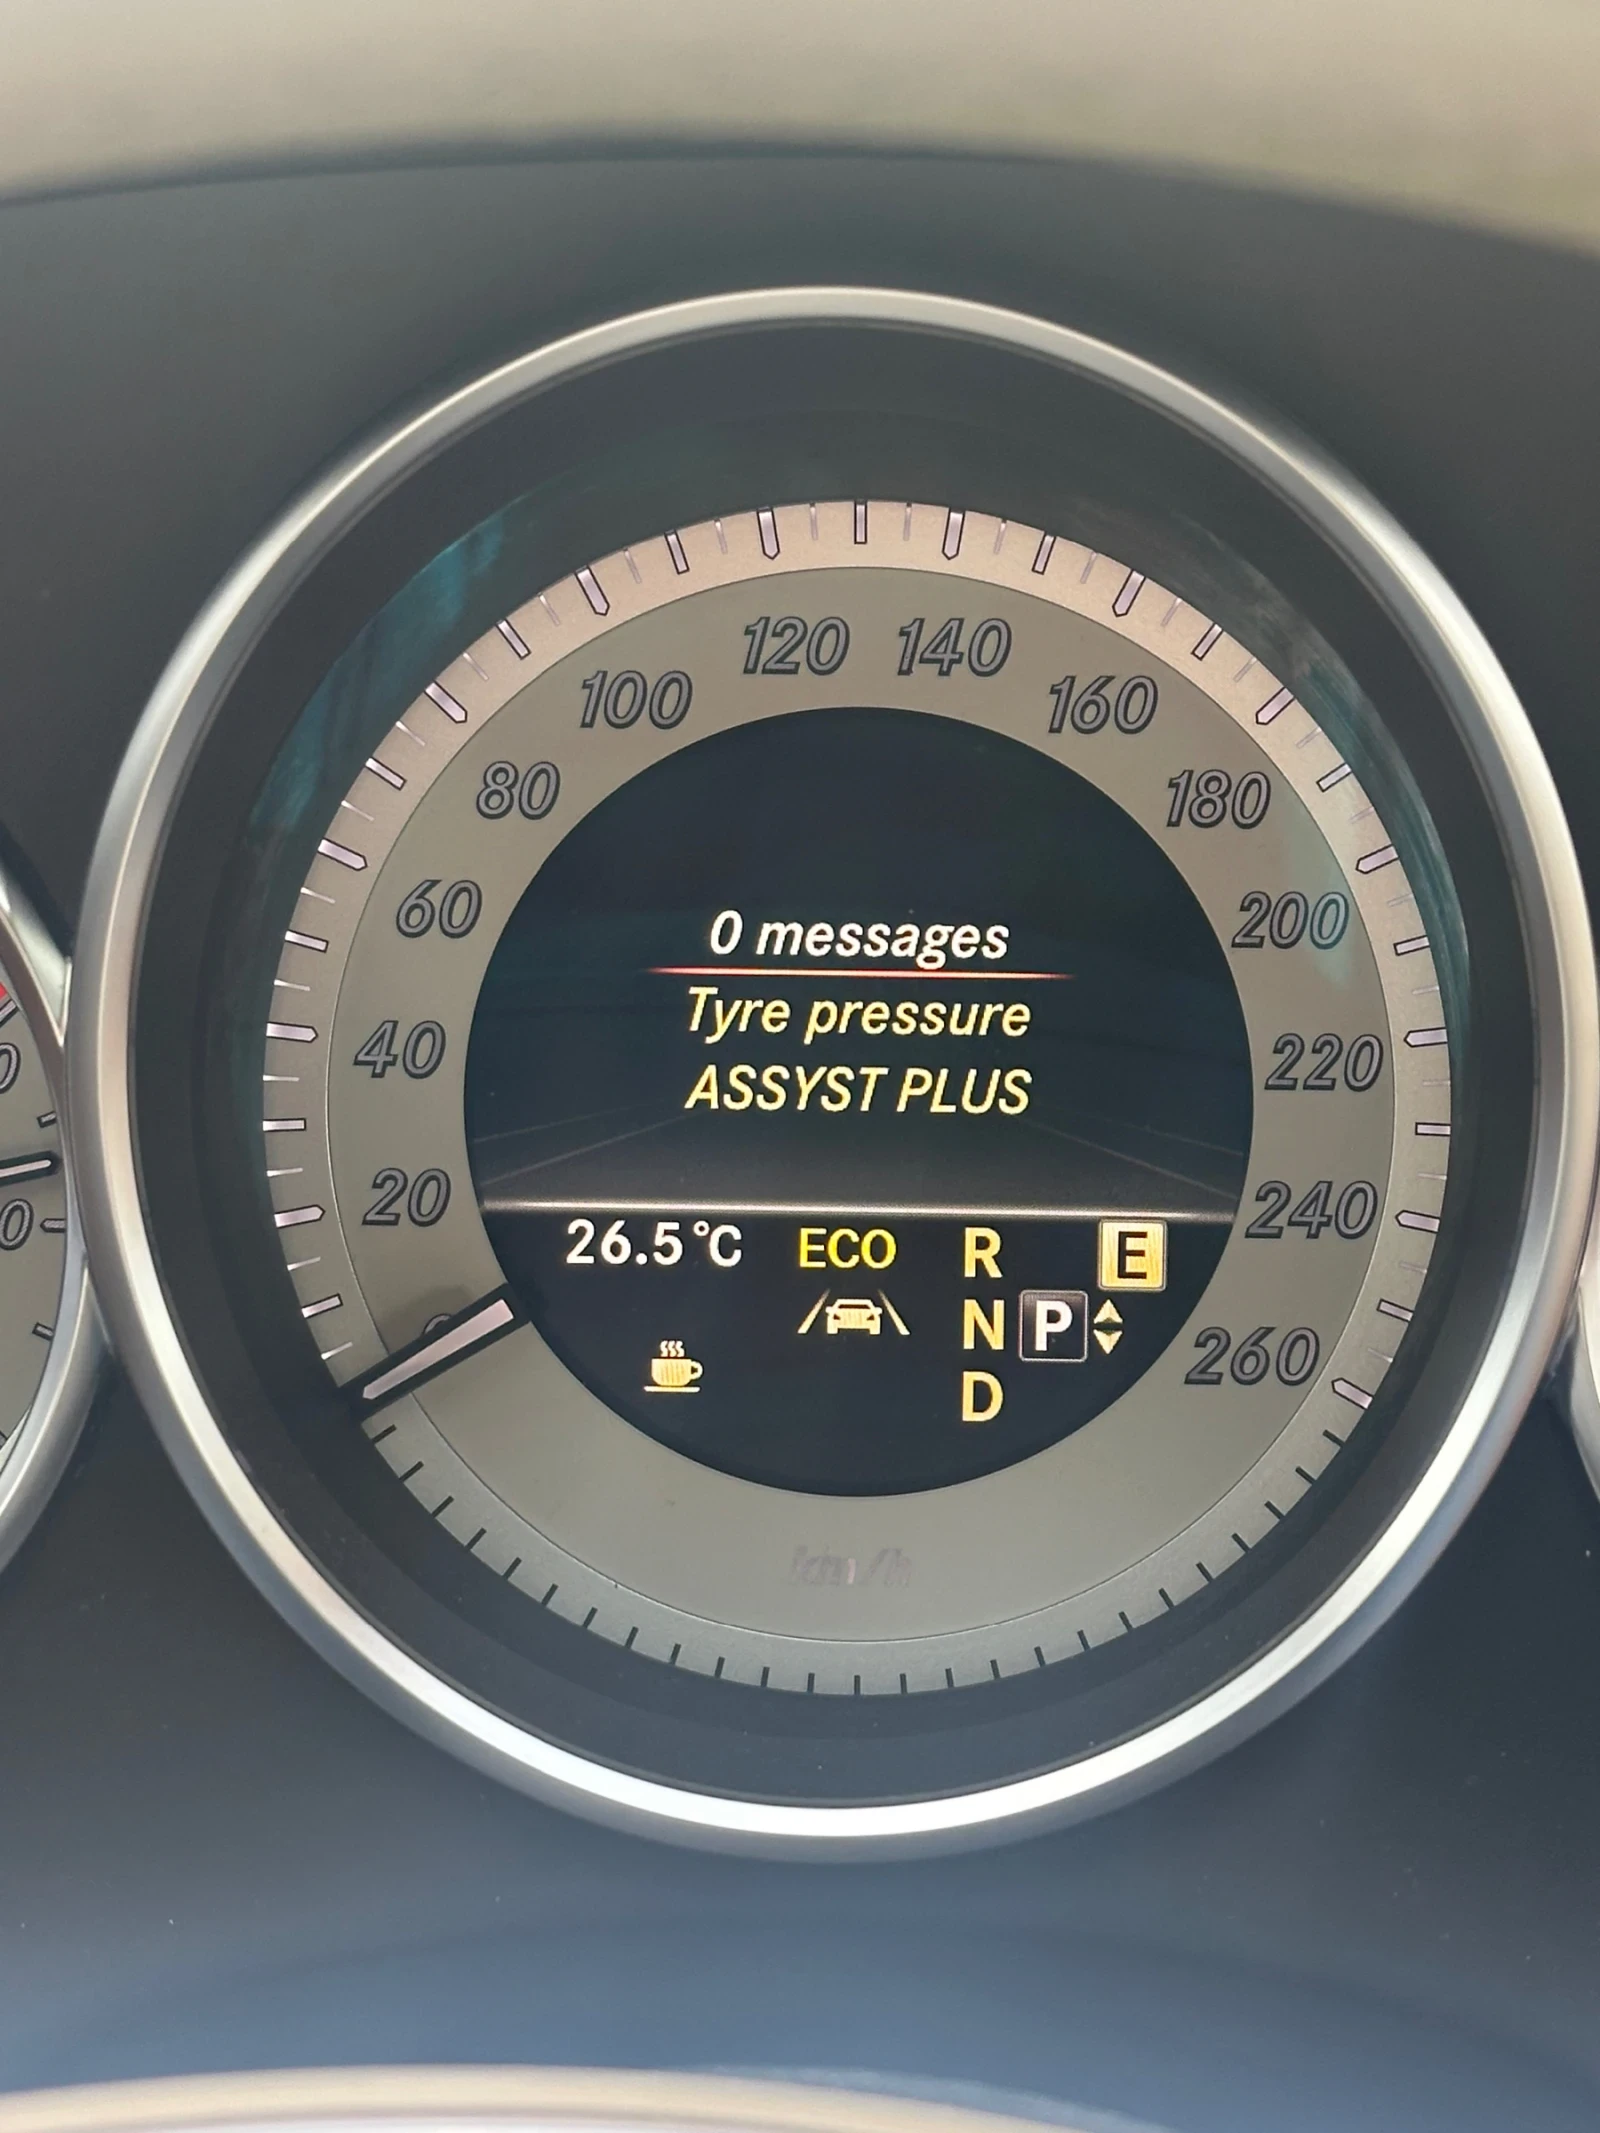 120 140
100 160
80 180
60 200
40 220
20 240
260
0 messages
Tyre pressure
ASSYST PLUS
26.5°C ECO R E
N P
D
km/h